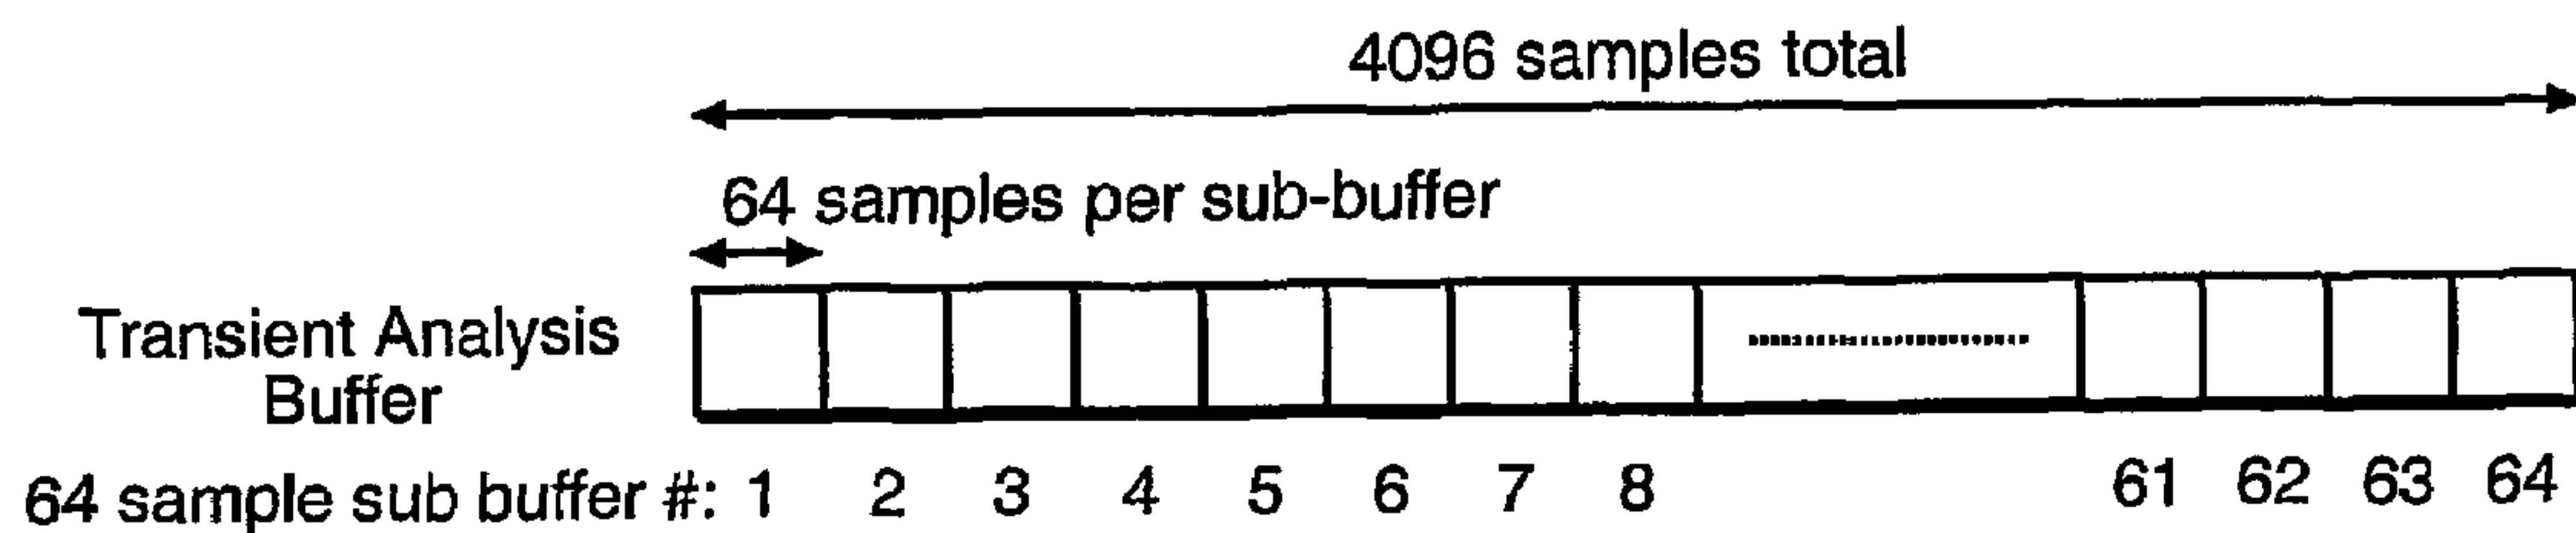 4096 samples total
64 samples per sub-buffer
Transient Analysis
Buffer
64 sample sub buffer #: 1 2 3 4 5 6 7 8 61 62 63 64